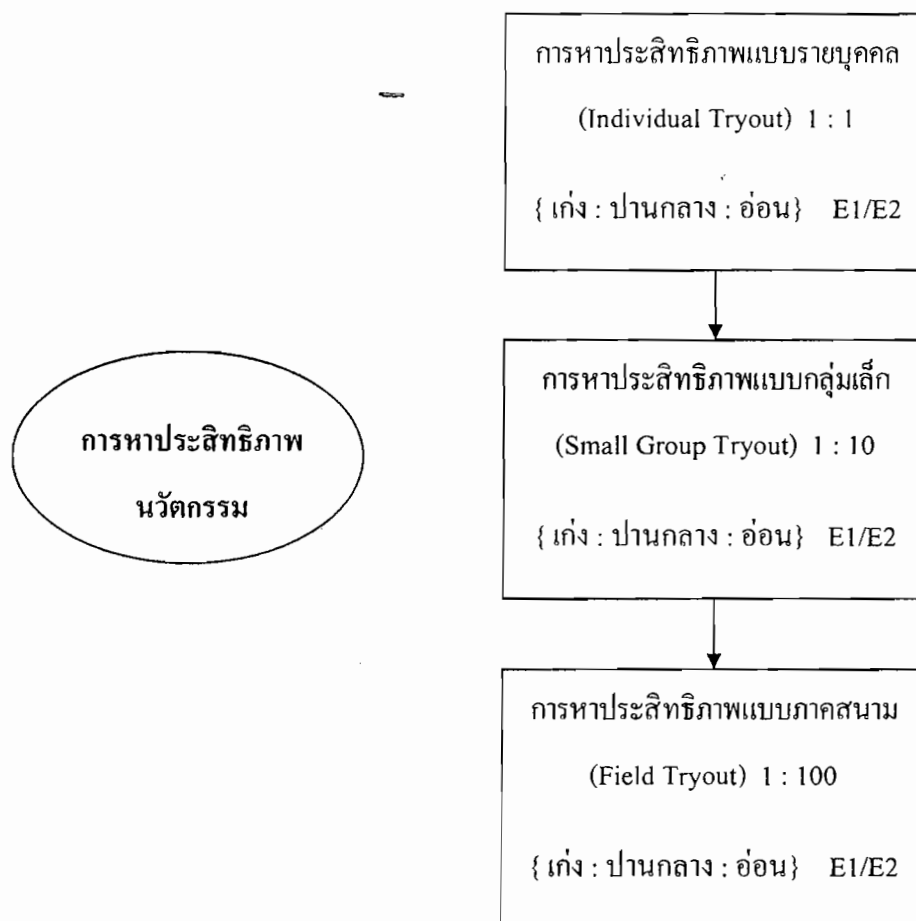 การหาประสิทธิภาพแบบรายบุคคล
(Individual Tryout) 1 : 1
{ เก่ง : ปานกลาง : อ่อน} E1/E2
การหาประสิทธิภาพแบบกลุ่มเล็ก
(Small Group Tryout) 1 : 10
{ เก่ง : ปานกลาง : อ่อน} E1/E2
การหาประสิทธิภาพ
นวัตกรรม
การหาประสิทธิภาพแบบภาคสนาม
(Field Tryout) 1 : 100
{ เก่ง : ปานกลาง : อ่อน} E1/E2